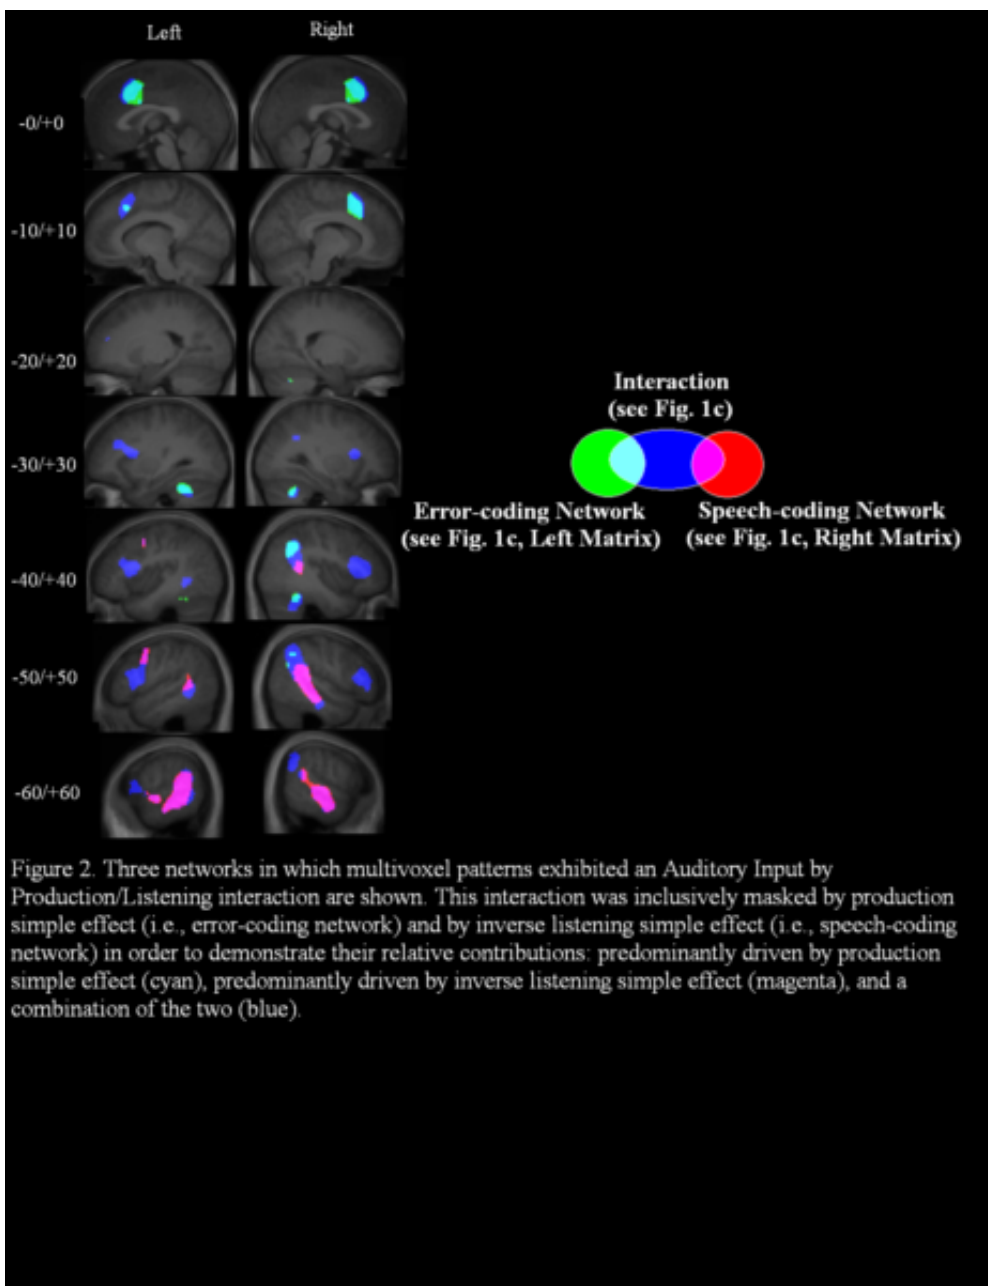 Left Right
-0/+0
-10/+10
-20/+20
-30/+30
-40/+40
-50/+50
-60/+60
Interaction
(see Fig. 1c)
Error-coding Network
(see Fig. 1c, Left Matrix)
Speech-coding Network
(see Fig. 1c, Right Matrix)
Figure 2. Three networks in which multivoxel patterns exhibited an Auditory Input by
Production/Listening interaction are shown. This interaction was inclusively masked by production
simple effect (i.e., error-coding network) and by inverse listening simple effect (i.e., speech-coding
network) in order to demonstrate their relative contributions: predominantly driven by production
simple effect (cyan), predominantly driven by inverse listening simple effect (magenta), and a
combination of the two (blue).